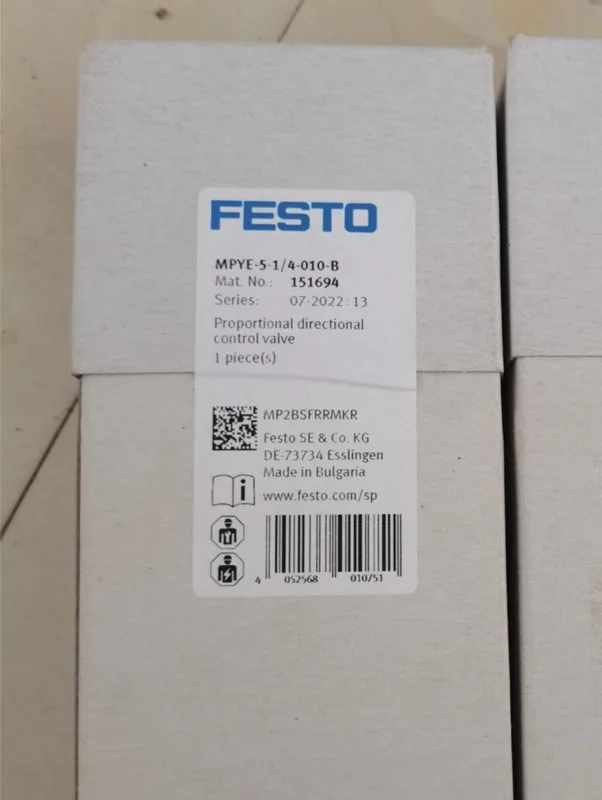 FESTO
MPYE-5-1/4-010-B
Mat. No.: 151694
Series: 07-2022:13
Proportional directional
control valve
1 piece(s)
MP2BSFRRMKR
Festo SE & Co. KG
DE-73734 Esslingen
Made in Bulgaria
www.festo.com/sp
4 052568 010751